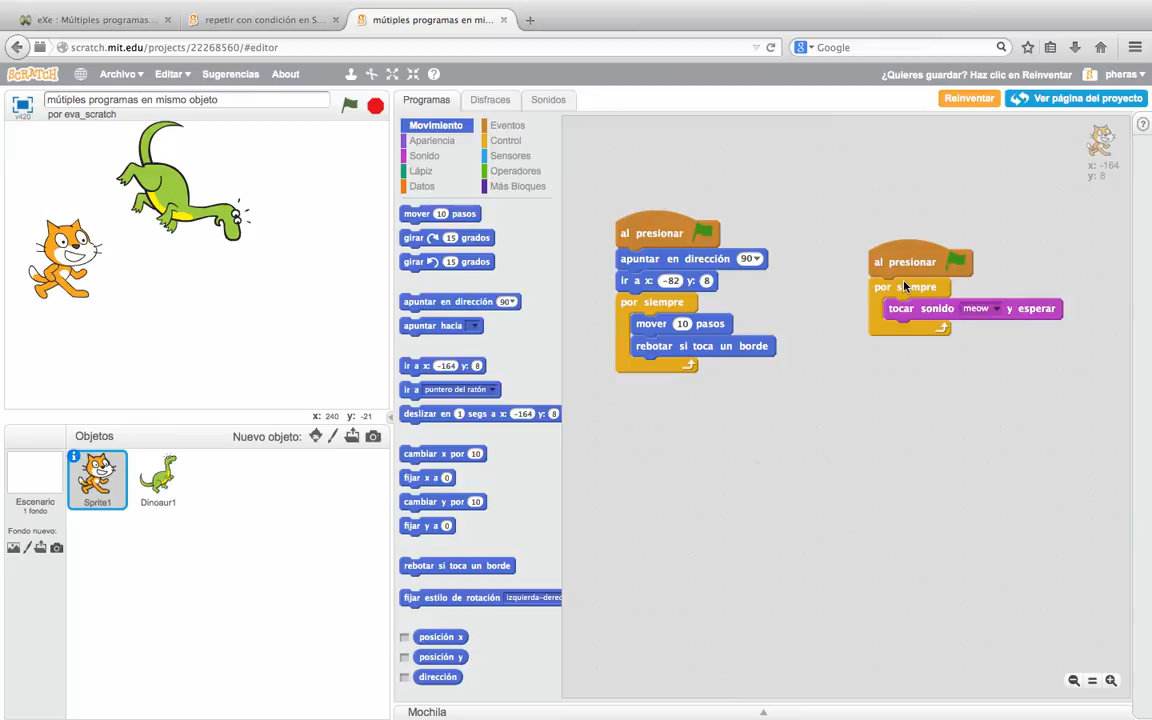 eXe : Múltiples programas...
repetir con condición en S...
mútiples programas en mi...
scratch.mit.edu/projects/22268560/#editor
Google
SCRATCH
Archivo
Editar
Sugerencias
About
¿Quieres guardar? Haz clic en Reinventar
pheras
v420
mútiples programas en mismo objeto
por eva_scratch
Programas
Disfraces
Sonidos
Reinventar
Ver página del proyecto
Movimiento
Apariencia
Sonido
Lápiz
Datos
Eventos
Control
Sensores
Operadores
Más Bloques
mover 10 pasos
girar 15 grados
girar 15 grados
apuntar en dirección 90
apuntar hacia
ir a x: -164 y: 8
ir a puntero del ratón
deslizar en 1 segs a x: -164 y: 8
cambiar x por 10
fijar x a 0
cambiar y por 10
fijar y a 0
rebotar si toca un borde
fijar estilo de rotación izquierda-derec
posición x
posición y
dirección
al presionar
apuntar en dirección 90
ir a x: -82 y: 8
por siempre
mover 10 pasos
rebotar si toca un borde
al presionar
por siempre
tocar sonido meow y esperar
x: -164
y: 8
x: 240 y: -21
Objetos
Nuevo objeto:
Escenario
1 fondo
Fondo nuevo:
Sprite1
Dinosaur1
Mochila